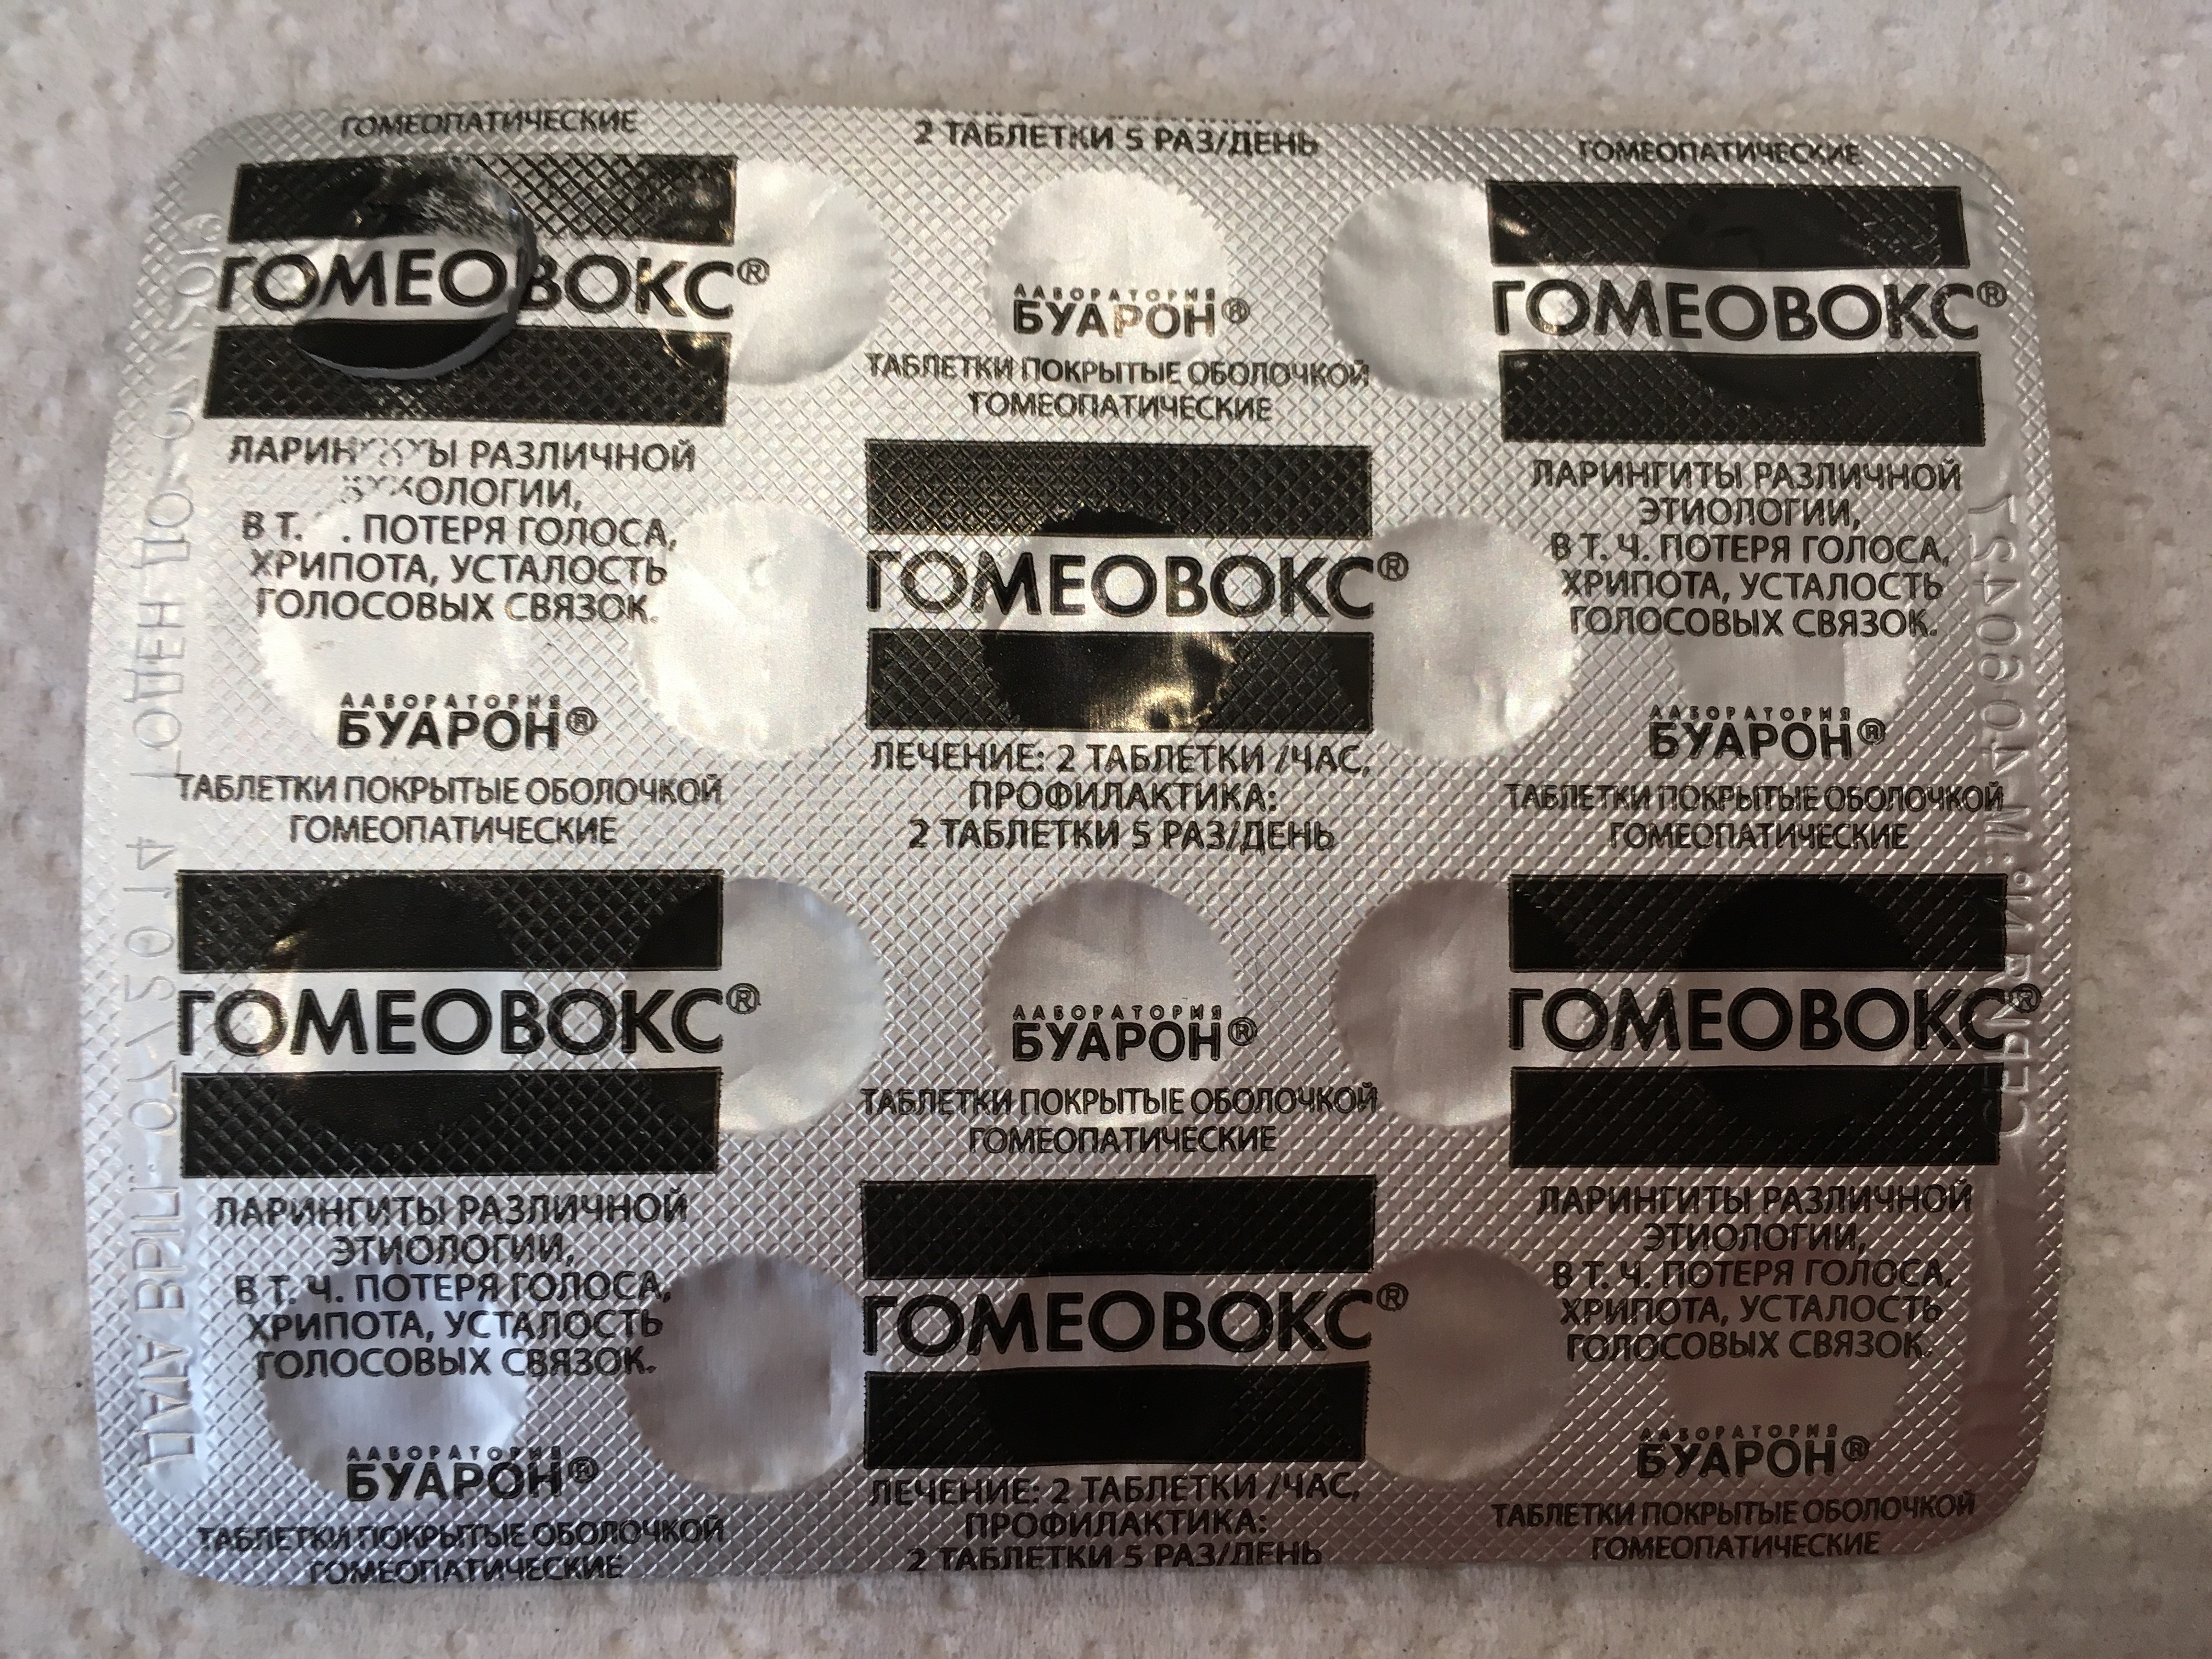 ГОМЕОПАТИЧЕСКИЕ
ГОМЕОВОКС®
ЛАРИН Ы РАЗЛИЧНОЙ
ОЛОГИИ,
В Т. . ПОТЕРЯ ГОЛОСА,
ХРИПОТА, УСТАЛОСТЬ
ГОЛОСОВЫХ СВЯЗОК.
ЛАБОРАТОРИЯ
БУАРОН®
ТАБЛЕТКИ ПОКРЫТЫЕ ОБОЛОЧКОЙ
ГОМЕОПАТИЧЕСКИЕ
ГОМЕОВОКС®
ЛАРИНГИТЫ РАЗЛИЧНОЙ
ЭТИОЛОГИИ,
В Т. Ч. ПОТЕРЯ ГОЛОСА,
ХРИПОТА, УСТАЛОСТЬ
ГОЛОСОВЫХ СВЯЗОК.
ЛАБОРАТОРИЯ
БУАРОН®
ТАБЛЕТКИ ПОКРЫТЫЕ ОБОЛОЧКОЙ
ГОМЕОПАТИЧЕСКИЕ
2 ТАБЛЕТКИ 5 РАЗ/ДЕНЬ
ЛАБОРАТОРИЯ
БУАРОН®
ТАБЛЕТКИ ПОКРЫТЫЕ ОБОЛОЧКОЙ
ГОМЕОПАТИЧЕСКИЕ
ГОМЕОВОКС®
ЛЕЧЕНИЕ: 2 ТАБЛЕТКИ /ЧАС,
ПРОФИЛАКТИКА:
2 ТАБЛЕТКИ 5 РАЗ/ДЕНЬ
ЛАБОРАТОРИЯ
БУАРОН®
ТАБЛЕТКИ ПОКРЫТЫЕ ОБОЛОЧКОЙ
ГОМЕОПАТИЧЕСКИЕ
ГОМЕОВОКС®
ЛЕЧЕНИЕ: 2 ТАБЛЕТКИ /ЧАС,
ПРОФИЛАКТИКА:
2 ТАБЛЕТКИ 5 РАЗ/ДЕНЬ
ГОМЕОПАТИЧЕСКИЕ
ГОМЕОВОКС®
ЛАРИНГИТЫ РАЗЛИЧНОЙ
ЭТИОЛОГИИ,
В Т. Ч. ПОТЕРЯ ГОЛОСА,
ХРИПОТА, УСТАЛОСТЬ
ГОЛОСОВЫХ СВЯЗОК.
ЛАБОРАТОРИЯ
БУАРОН®
ТАБЛЕТКИ ПОКРЫТЫЕ ОБОЛОЧКОЙ
ГОМЕОПАТИЧЕСКИЕ
ГОМЕОВОКС®
ЛАРИНГИТЫ РАЗЛИЧНОЙ
ЭТИОЛОГИИ,
В Т. Ч. ПОТЕРЯ ГОЛОСА,
ХРИПОТА, УСТАЛОСТЬ
ГОЛОСОВЫХ СВЯЗОК.
ЛАБОРАТОРИЯ
БУАРОН®
ТАБЛЕТКИ ПОКРЫТЫЕ ОБОЛОЧКОЙ
ГОМЕОПАТИЧЕСКИЕ